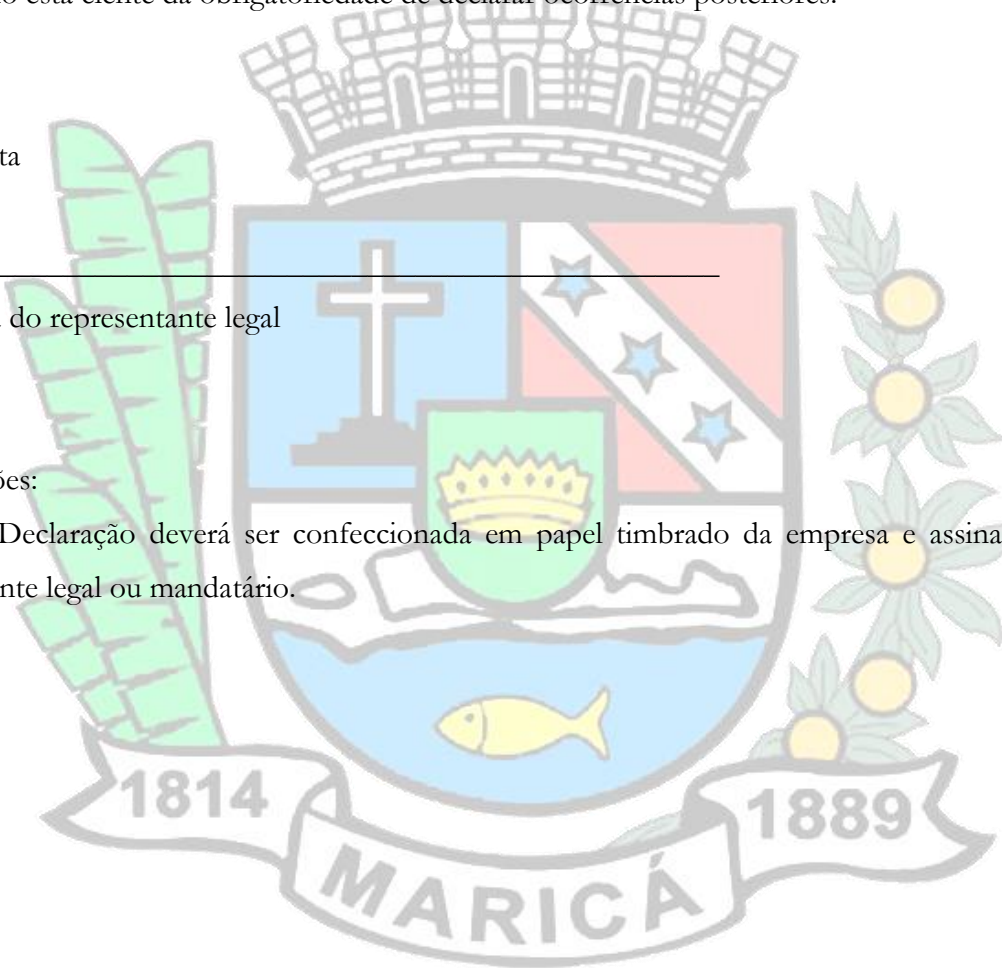 está ciente da obrigatoriedade de declarar ocorrências posteriores.
ta
do representante legal
ões:
Declaração deverá ser confeccionada em papel timbrado da empresa e assina
nte legal ou mandatário.
1814
1889
MARICÁ